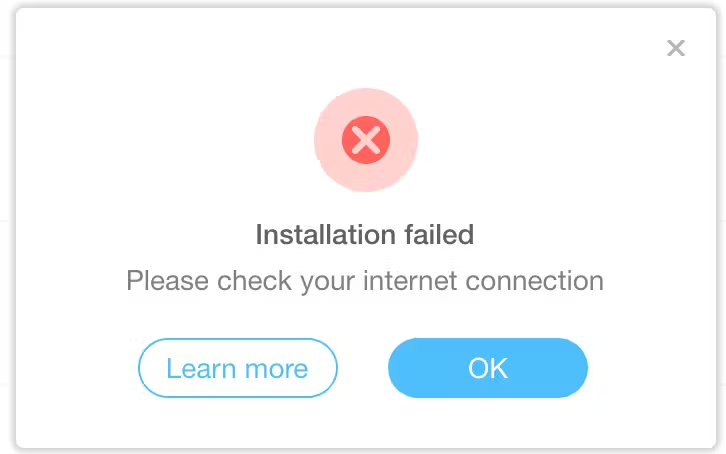 Installation failed
Please check your internet connection
Learn more
OK